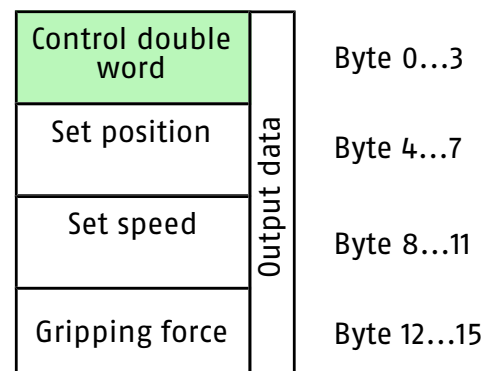 Control double
word
Byte 0...3
Set position
Byte 4...7
Set speed
Byte 8...11
Gripping force
Byte 12...15
Output data